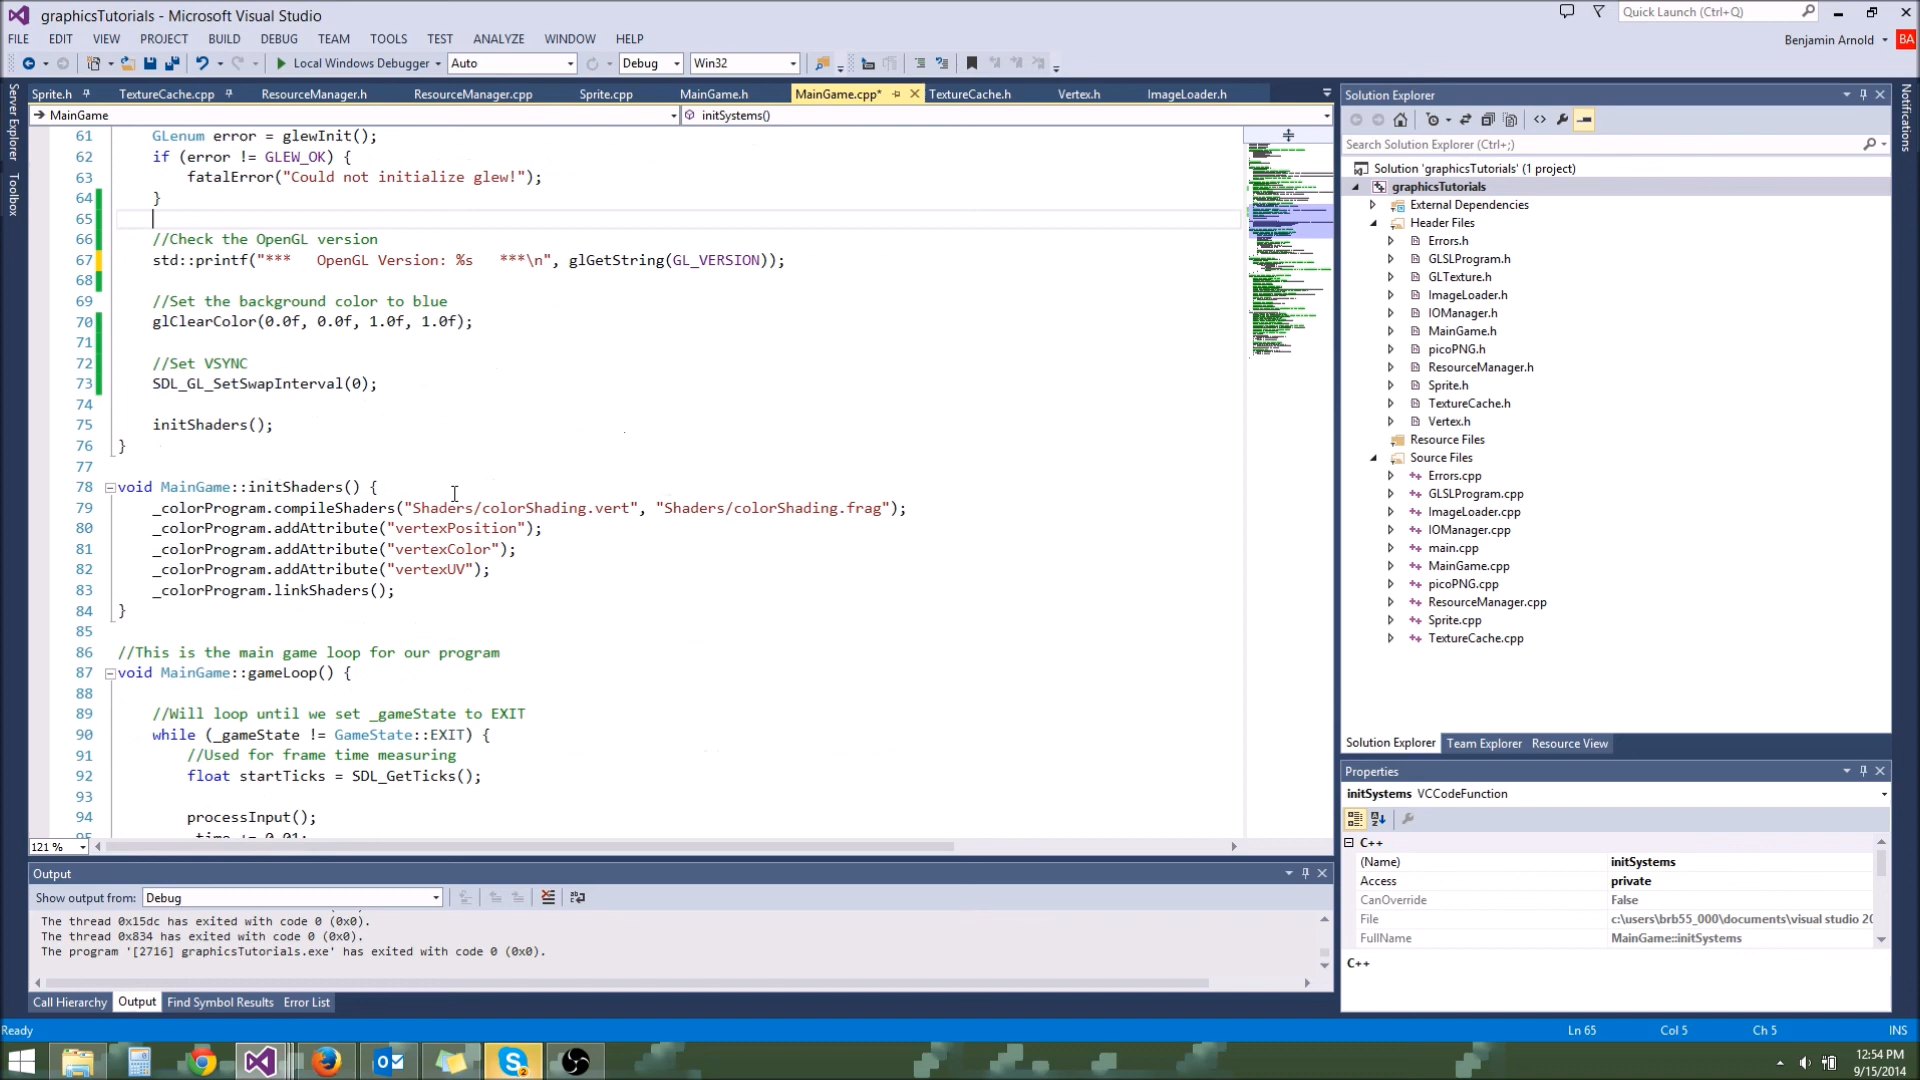 graphicsTutorials - Microsoft Visual Studio
Quick Launch (Ctrl+Q)
FILE EDIT VIEW PROJECT BUILD DEBUG TEAM TOOLS TEST ANALYZE WINDOW HELP
Benjamin Arnold BA
Local Windows Debugger Auto Debug Win32
Server Explorer
Toolbox
Sprite.h TextureCache.cpp ResourceManager.h ResourceManager.cpp Sprite.cpp MainGame.h MainGame.cpp* TextureCache.h Vertex.h ImageLoader.h
MainGame initSystems()
61 GLenum error = glewInit();
62 if (error != GLEW_OK) {
63 fatalError("Could not initialize glew!");
64 }
65
66 //Check the OpenGL version
67 std::printf("*** OpenGL Version: %s ***\n", glGetString(GL_VERSION));
68
69 //Set the background color to blue
70 glClearColor(0.0f, 0.0f, 1.0f, 1.0f);
71
72 //Set VSYNC
73 SDL_GL_SetSwapInterval(0);
74
75 initShaders();
76 }
77
78 void MainGame::initShaders() {
79 _colorProgram.compileShaders("Shaders/colorShading.vert", "Shaders/colorShading.frag");
80 _colorProgram.addAttribute("vertexPosition");
81 _colorProgram.addAttribute("vertexColor");
82 _colorProgram.addAttribute("vertexUV");
83 _colorProgram.linkShaders();
84 }
85
86 //This is the main game loop for our program
87 void MainGame::gameLoop() {
88
89 //Will loop until we set _gameState to EXIT
90 while (_gameState != GameState::EXIT) {
91 //Used for frame time measuring
92 float startTicks = SDL_GetTicks();
93
94 processInput();
121 %
Output
Show output from: Debug
The thread 0x15dc has exited with code 0 (0x0).
The thread 0x834 has exited with code 0 (0x0).
The program '[2716] graphicsTutorials.exe' has exited with code 0 (0x0).
Call Hierarchy Output Find Symbol Results Error List
Solution Explorer
Search Solution Explorer (Ctrl+;)
Solution 'graphicsTutorials' (1 project)
graphicsTutorials
External Dependencies
Header Files
Errors.h
GLSLProgram.h
GLTexture.h
ImageLoader.h
IOManager.h
MainGame.h
picoPNG.h
ResourceManager.h
Sprite.h
TextureCache.h
Vertex.h
Resource Files
Source Files
Errors.cpp
GLSLProgram.cpp
ImageLoader.cpp
IOManager.cpp
main.cpp
MainGame.cpp
picoPNG.cpp
ResourceManager.cpp
Sprite.cpp
TextureCache.cpp
Solution Explorer Team Explorer Resource View
Properties
initSystems VCCodeFunction
C++
(Name) initSystems
Access private
CanOverride False
File c:\users\brb55_000\documents\visual studio 20
FullName MainGame::initSystems
C++
Notifications
Ready Ln 65 Col 5 Ch 5 INS
12:54 PM
9/15/2014